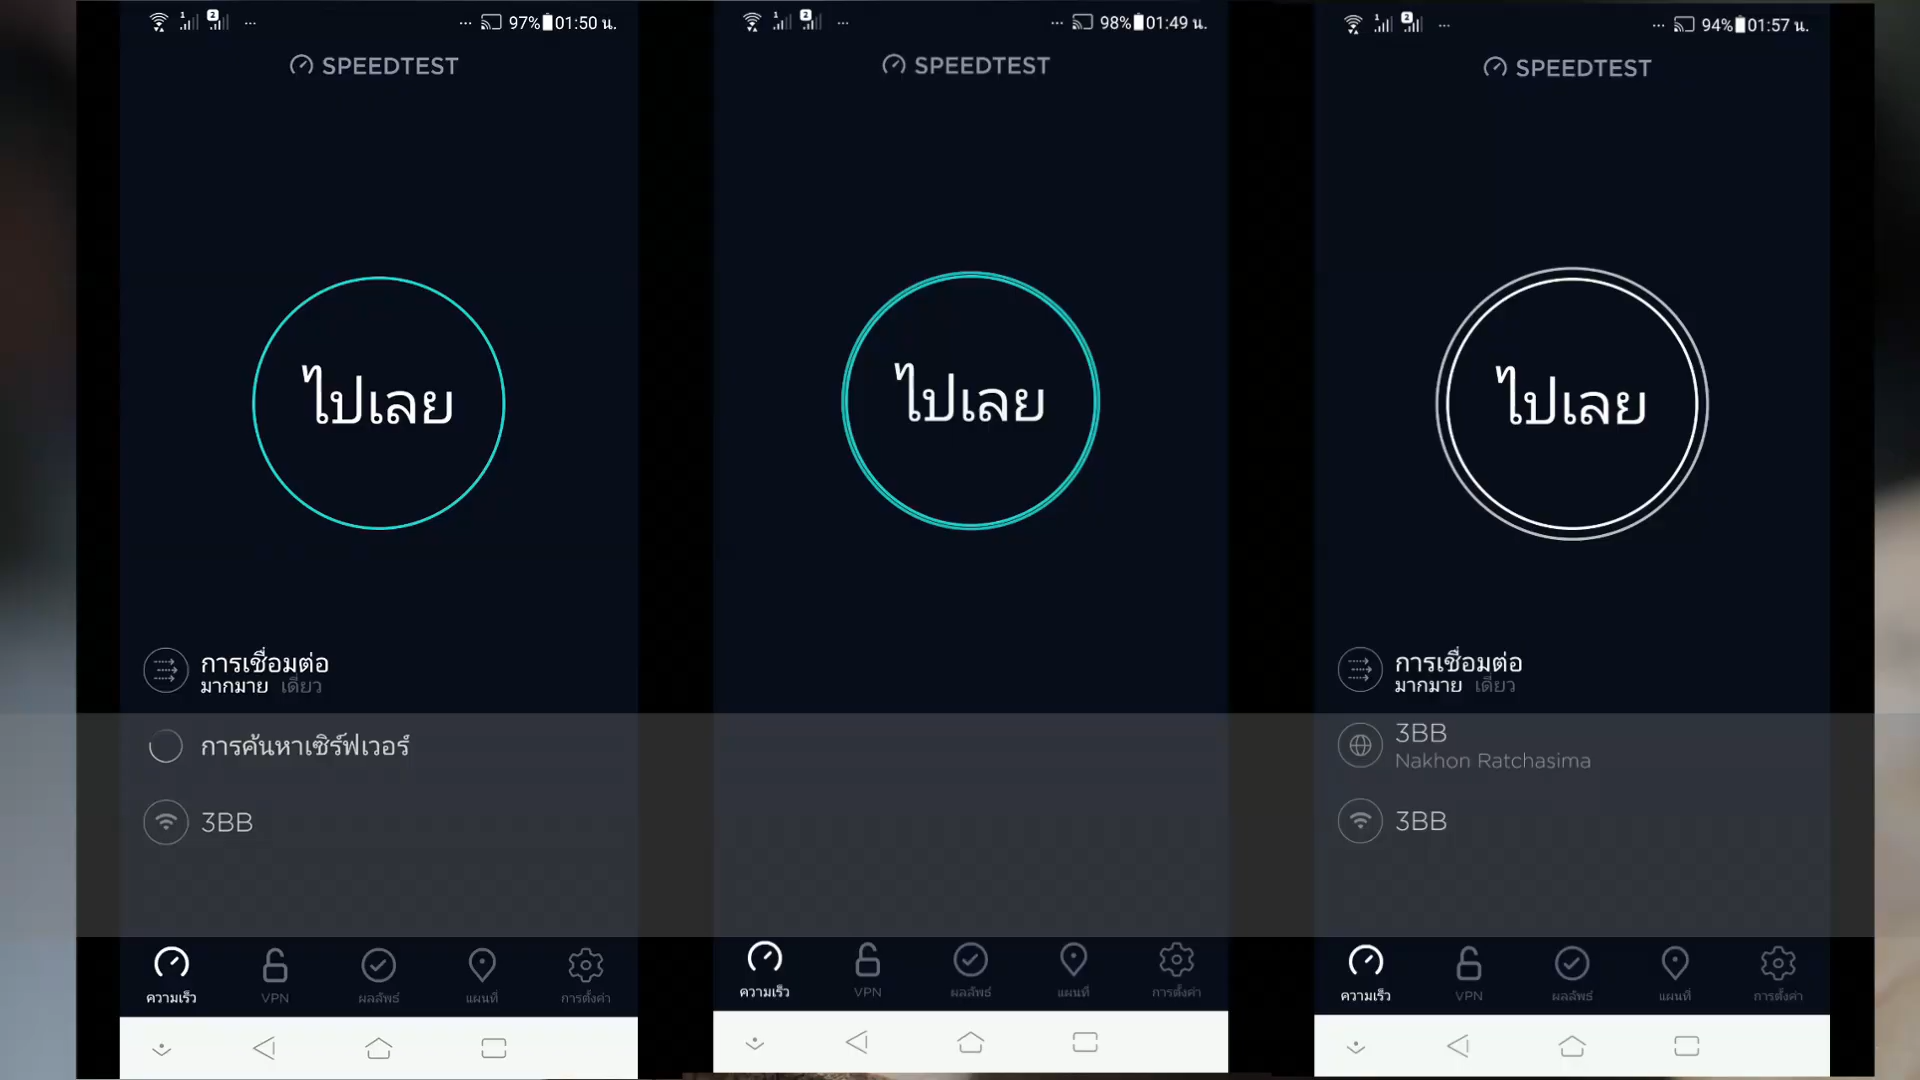 1 2 ... ... 97% 01:50 น.
SPEEDTEST
ไปเลย
การเชื่อมต่อ
มากมาย เดี่ยว
การค้นหาเซิร์ฟเวอร์
3BB
ความเร็ว VPN ผลลัพธ์ แผนที่ การตั้งค่า
1 2 ... ... 98% 01:49 น.
SPEEDTEST
ไปเลย
ความเร็ว VPN ผลลัพธ์ แผนที่ การตั้งค่า
1 2 ... ... 94% 01:57 น.
SPEEDTEST
ไปเลย
การเชื่อมต่อ
มากมาย เดี่ยว
3BB
Nakhon Ratchasima
3BB
ความเร็ว VPN ผลลัพธ์ แผนที่ การตั้งค่า